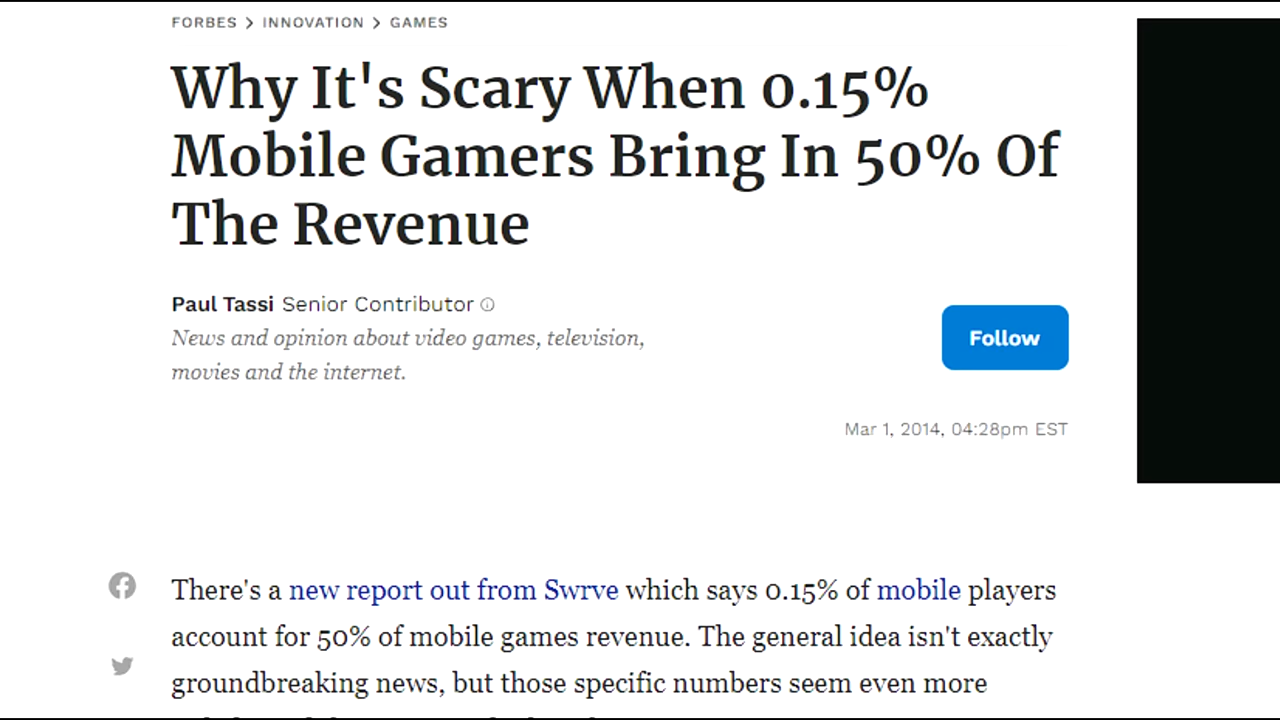 FORBES > INNOVATION > GAMES
Why It's Scary When 0.15%
Mobile Gamers Bring In 50% Of
The Revenue
Paul Tassi Senior Contributor
News and opinion about video games, television,
movies and the internet.
Follow
Mar 1, 2014, 04:28pm EST
There's a new report out from Swrve which says 0.15% of mobile players
account for 50% of mobile games revenue. The general idea isn't exactly
groundbreaking news, but those specific numbers seem even more